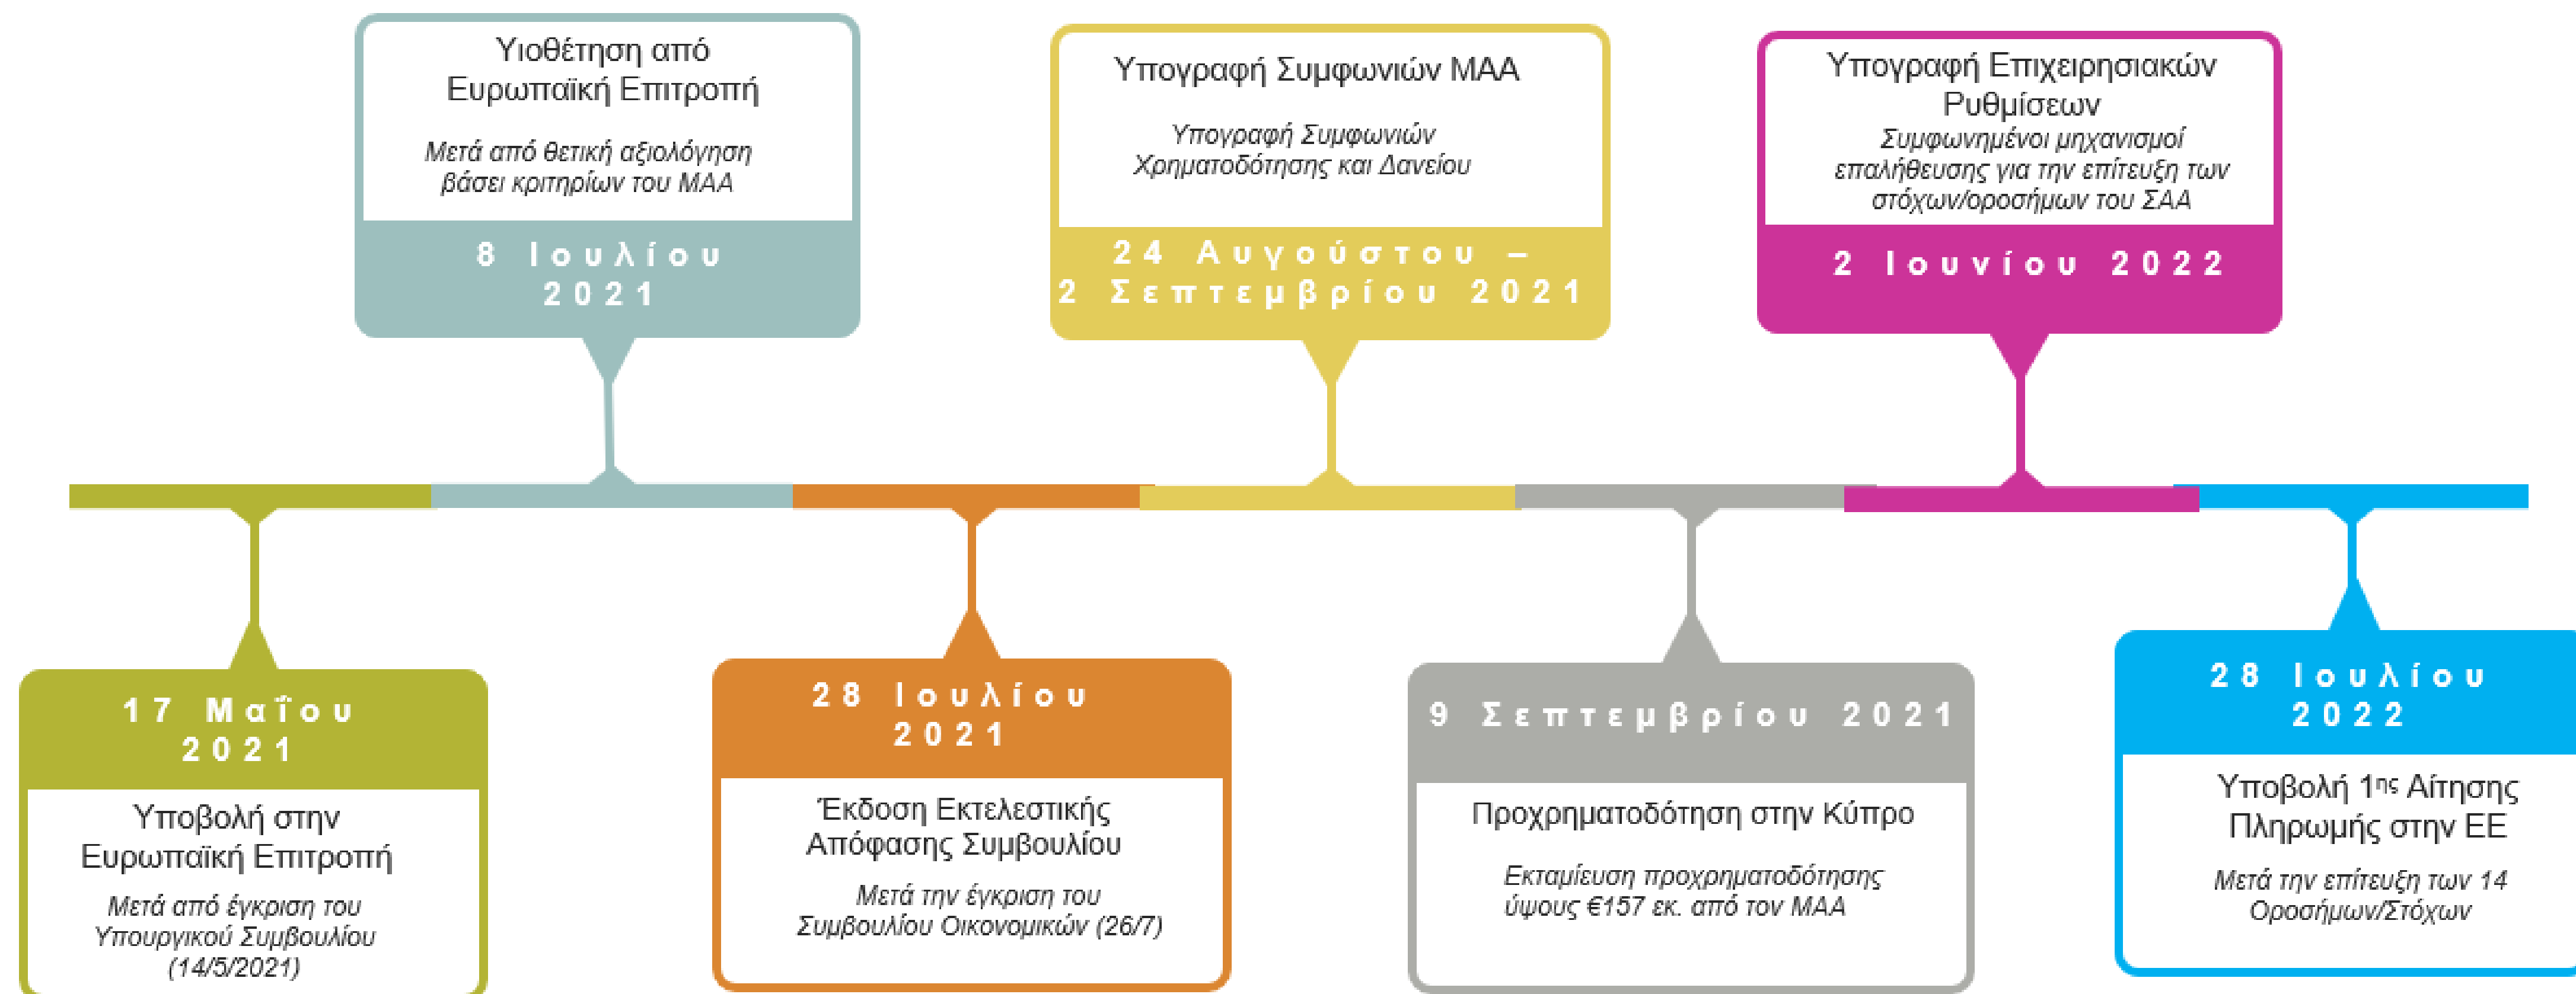 17 Μαΐου
2021
Υποβολή στην
Ευρωπαϊκή Επιτροπή
Μετά από έγκριση του
Υπουργικού Συμβουλίου
(14/5/2021)
Υιοθέτηση από
Ευρωπαϊκή Επιτροπή
Μετά από θετική αξιολόγηση
βάσει κριτηρίων του ΜΑΑ
8 Ιουλίου
2021
28 Ιουλίου
2021
Έκδοση Εκτελεστικής
Απόφασης Συμβουλίου
Μετά την έγκριση του
Συμβουλίου Οικονομικών (26/7)
Υπογραφή Συμφωνιών ΜΑΑ
Υπογραφή Συμφωνιών
Χρηματοδότησης και Δανείου
24 Αυγούστου –
2 Σεπτεμβρίου 2021
9 Σεπτεμβρίου 2021
Προχρηματοδότηση στην Κύπρο
Εκταμίευση προχρηματοδότησης
ύψους €157 εκ. από τον ΜΑΑ
Υπογραφή Επιχειρησιακών
Ρυθμίσεων
Συμφωνημένοι μηχανισμοί
επαλήθευσης για την επίτευξη των
στόχων/οροσήμων του ΣΑΑ
2 Ιουνίου 2022
28 Ιουλίου
2022
Υποβολή 1ης Αίτησης
Πληρωμής στην ΕΕ
Μετά την επίτευξη των 14
Οροσήμων/Στόχων